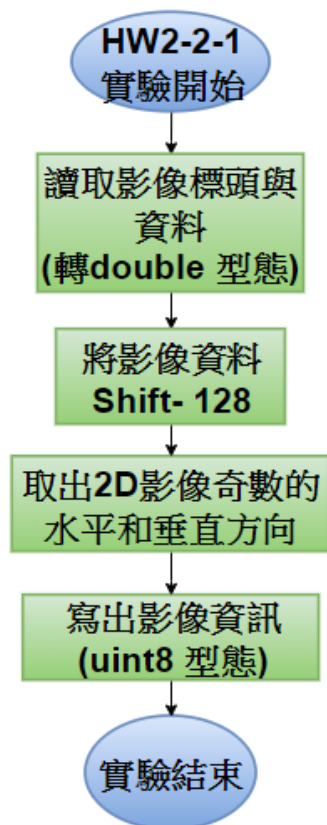 HW2-2-1
實驗開始
讀取影像標頭與
資料
(轉double 型態)
將影像資料
Shift- 128
取出2D影像奇數的
水平和垂直方向
寫出影像資訊
(uint8 型態)
實驗結束